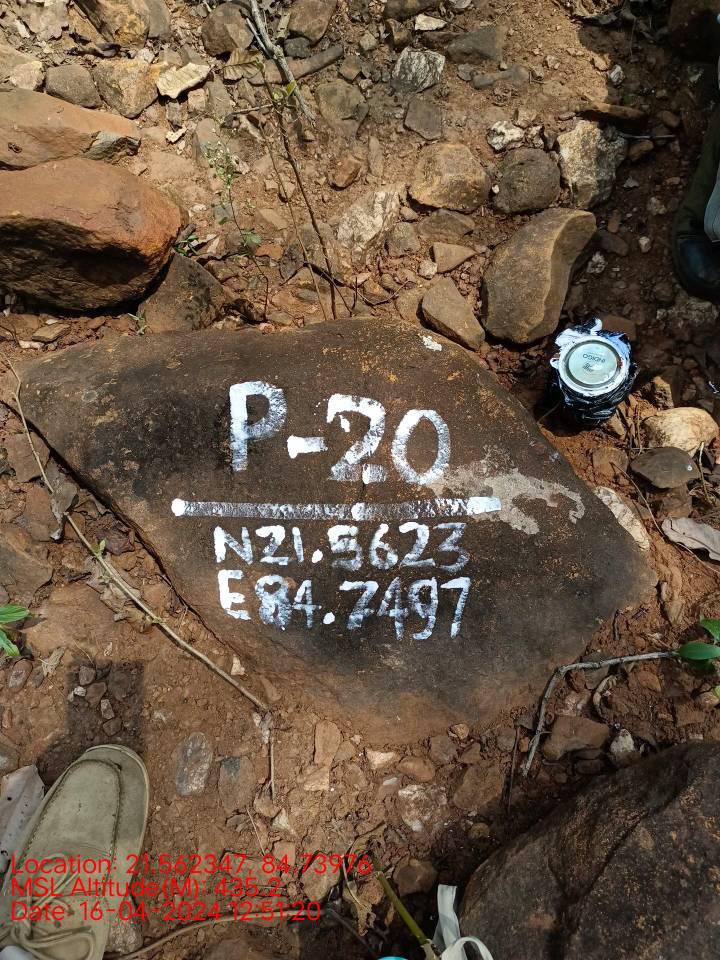 P-20
N21.5623
E84.7497
INDIGO
Location: 21.562347, 84.73976
MSL Altitude(M): 435.2
Date: 16-04-2024 12:51:20